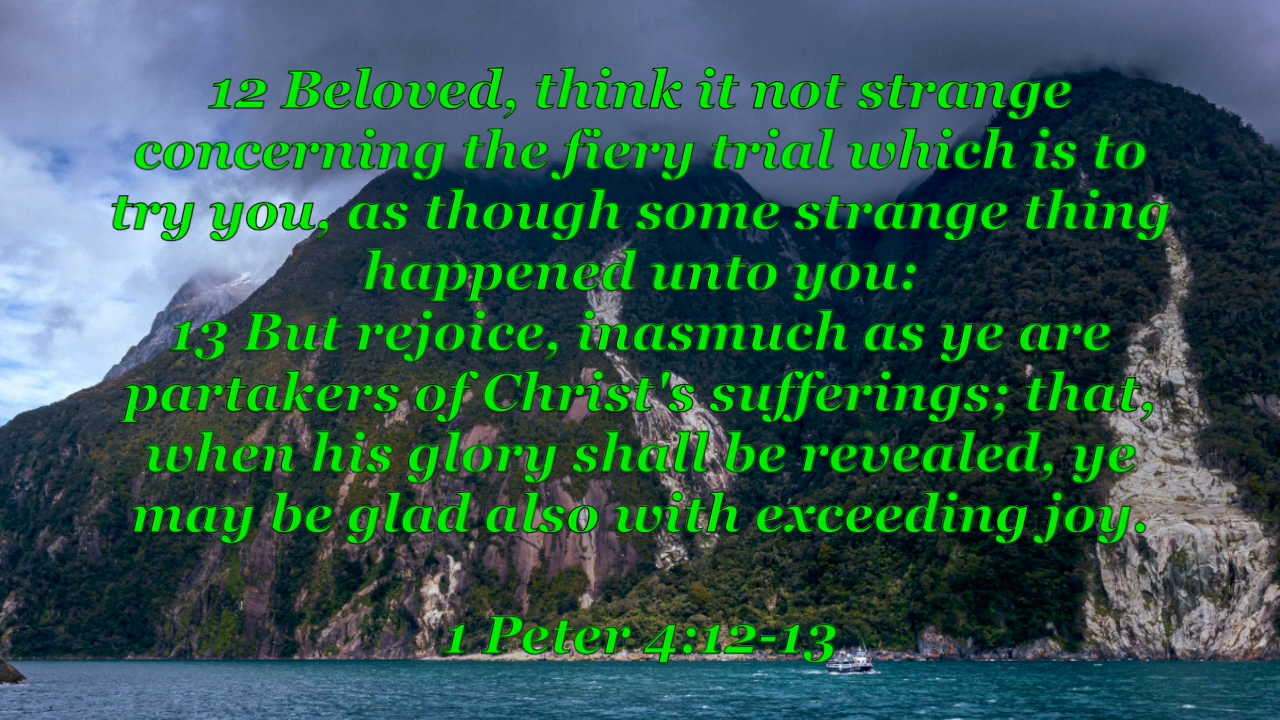 12 Beloved, think it not strange
concerning the fiery trial which is to
try you, as though some strange thing
happened unto you:
13 But rejoice, inasmuch as ye are
partakers of Christ's sufferings; that,
when his glory shall be revealed, ye
may be glad also with exceeding joy.
1 Peter 4:12-13